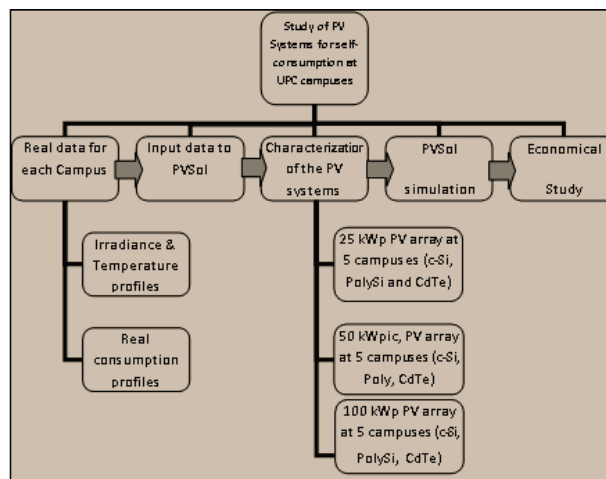 Study of PV
Systems for self-
consumption at
UPC campuses
Real data for
each Campus
Input data to
PVSol
Characterization
of the PV
systems
PVSol
simulation
Economical
Study
Irradiance &
Temperature
profiles
Real
consumption
profiles
25 kWp PV array at
5 campuses (c-Si,
PolySi and CdTe)
50 kWpic, PV array
at 5 campuses (c-Si,
Poly, CdTe)
100 kWp PV array
at 5 campuses (c-Si,
PolySi, CdTe)